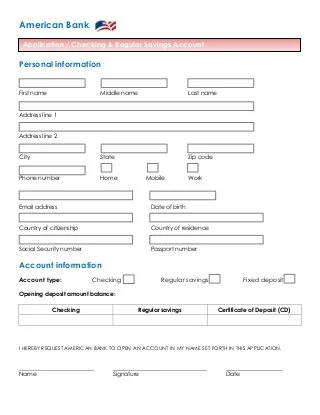 American Bank
Application / Checking & Regular Savings Account
Personal information
First name Middle name Last name
Address line 1
Address line 2
City State Zip code
Phone number Home Mobile Work
Email address Date of birth
Country of citizenship Country of residence
Social Security number Passport number
Account information
Account type: Checking Regular savings Fixed deposit
Opening deposit amount balance:
Checking Regular savings Certificate of Deposit (CD)
I HEREBY REQUEST AMERICAN BANK TO OPEN AN ACCOUNT IN MY NAME SET FORTH IN THIS APPLICATION.
Name Signature Date